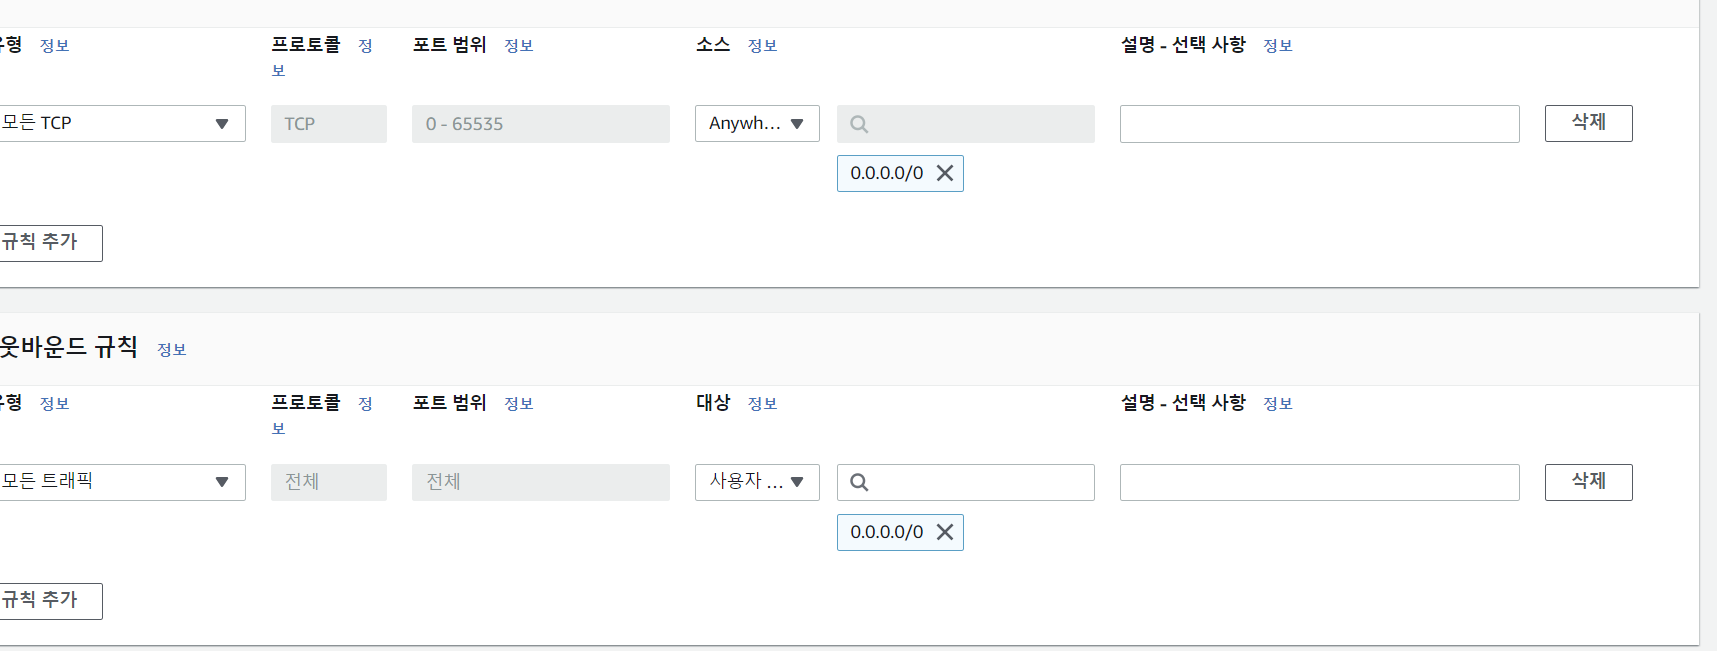 유형 정보 프로토콜 정보 포트 범위 정보 소스 정보 설명 - 선택 사항 정보
모든 TCP TCP 0 - 65535 Anywh... 삭제
0.0.0.0/0
규칙 추가
웃바운드 규칙 정보
유형 정보 프로토콜 정보 포트 범위 정보 대상 정보 설명 - 선택 사항 정보
모든 트래픽 전체 전체 사용자 ... 삭제
0.0.0.0/0
규칙 추가